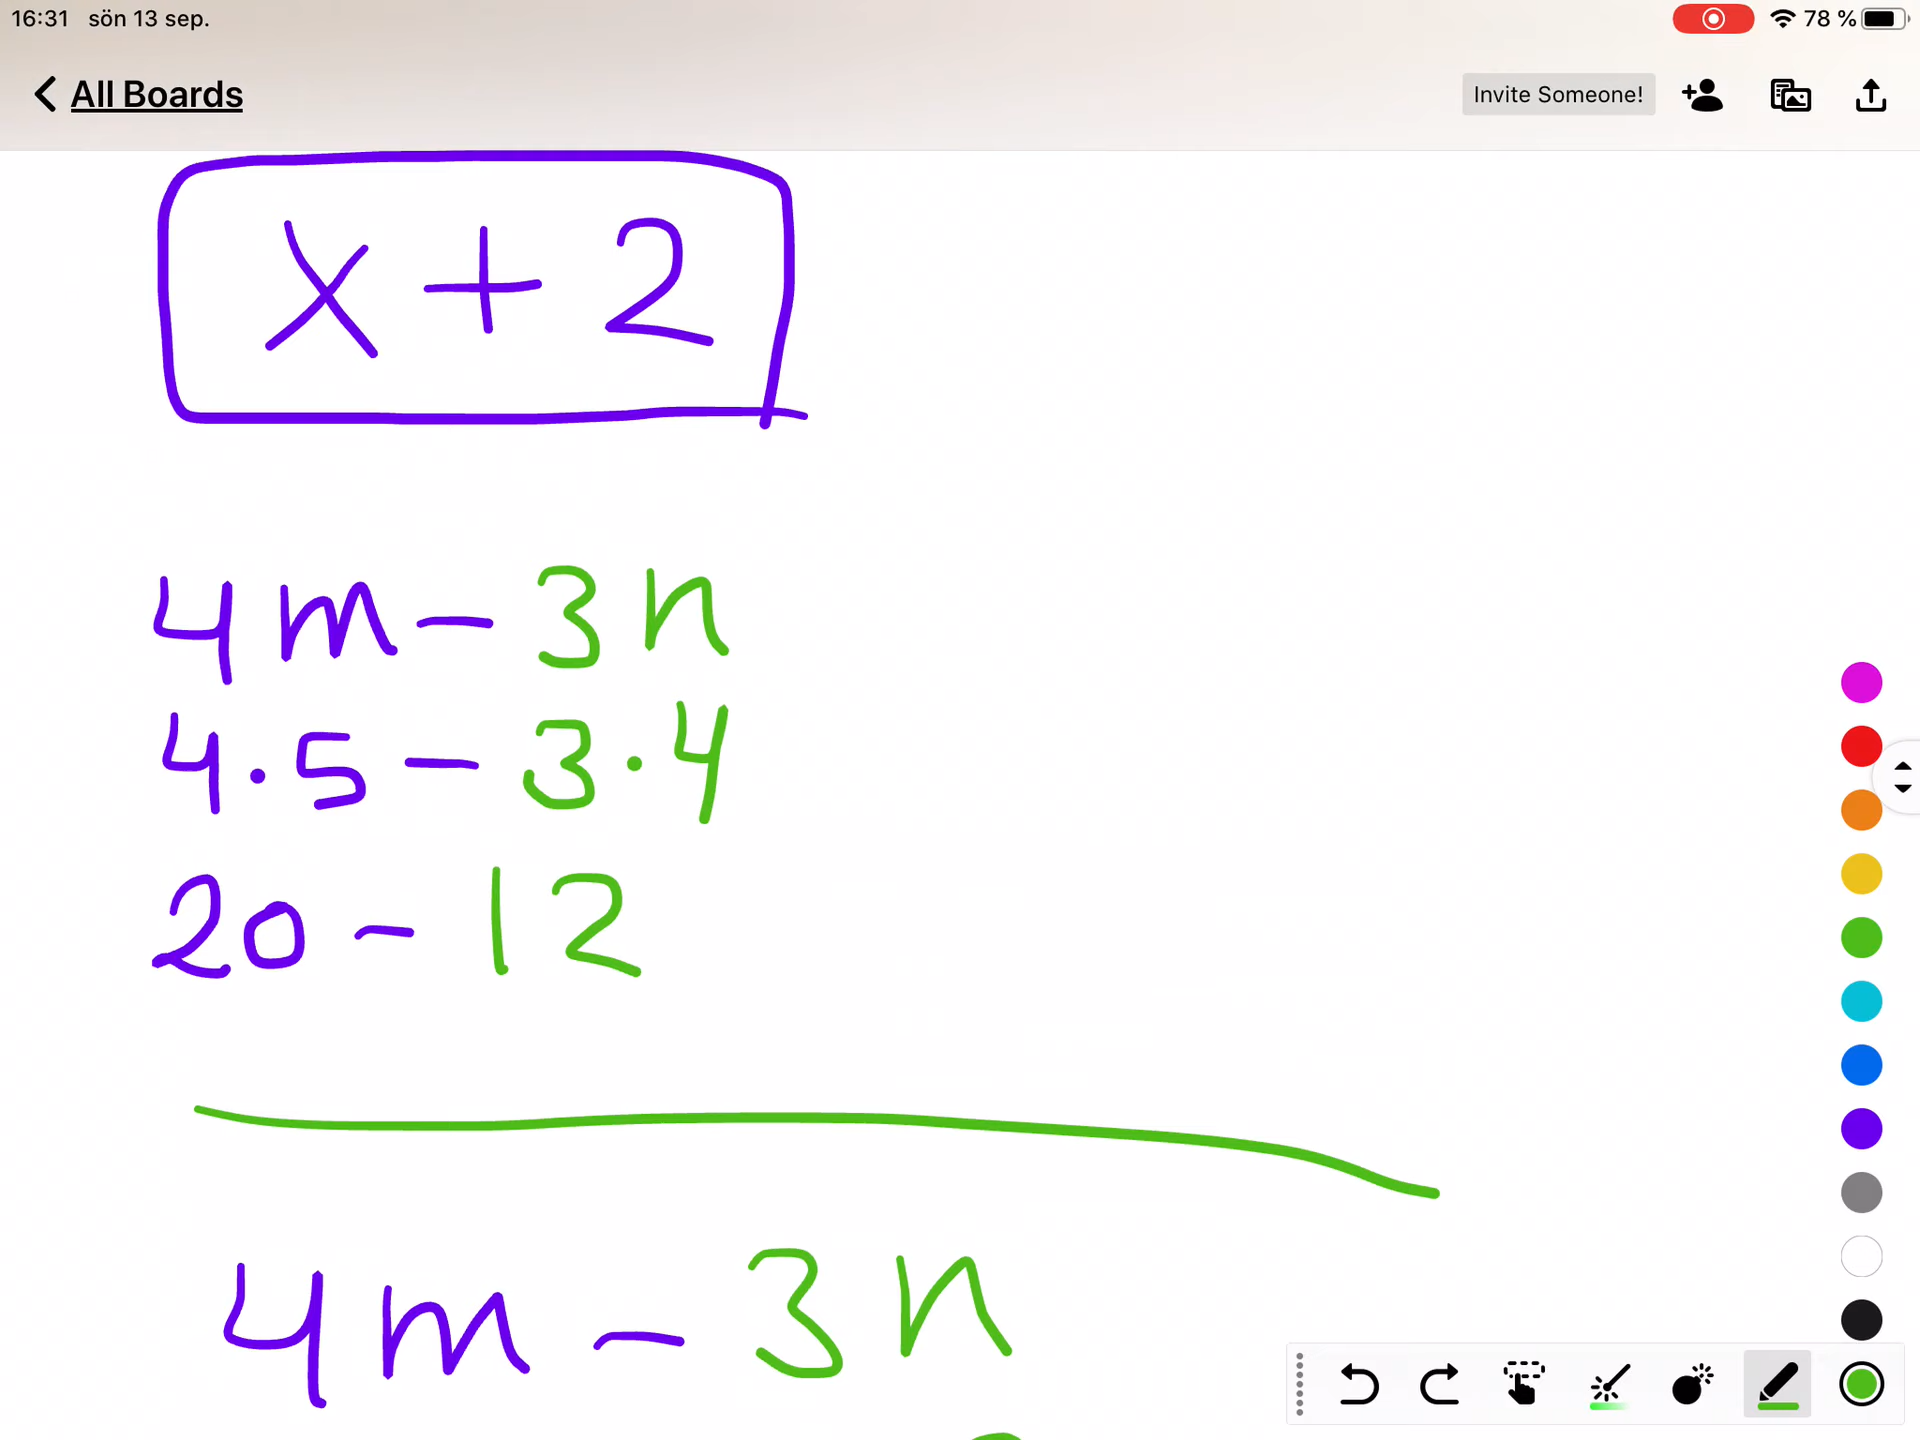 16:31 sön 13 sep. 78 %
All Boards
Invite Someone!
x + 2
4m - 3n
4·5 - 3·4
20 - 12
4m - 3n